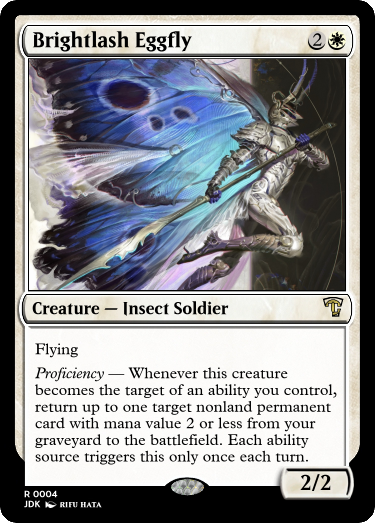 Brightlash Eggfly 2
Creature — Insect Soldier
Flying
Proficiency — Whenever this creature
becomes the target of an ability you control,
return up to one target nonland permanent
card with mana value 2 or less from your
graveyard to the battlefield. Each ability
source triggers this only once each turn.
2/2
R 0004
JDK RIFU HATA